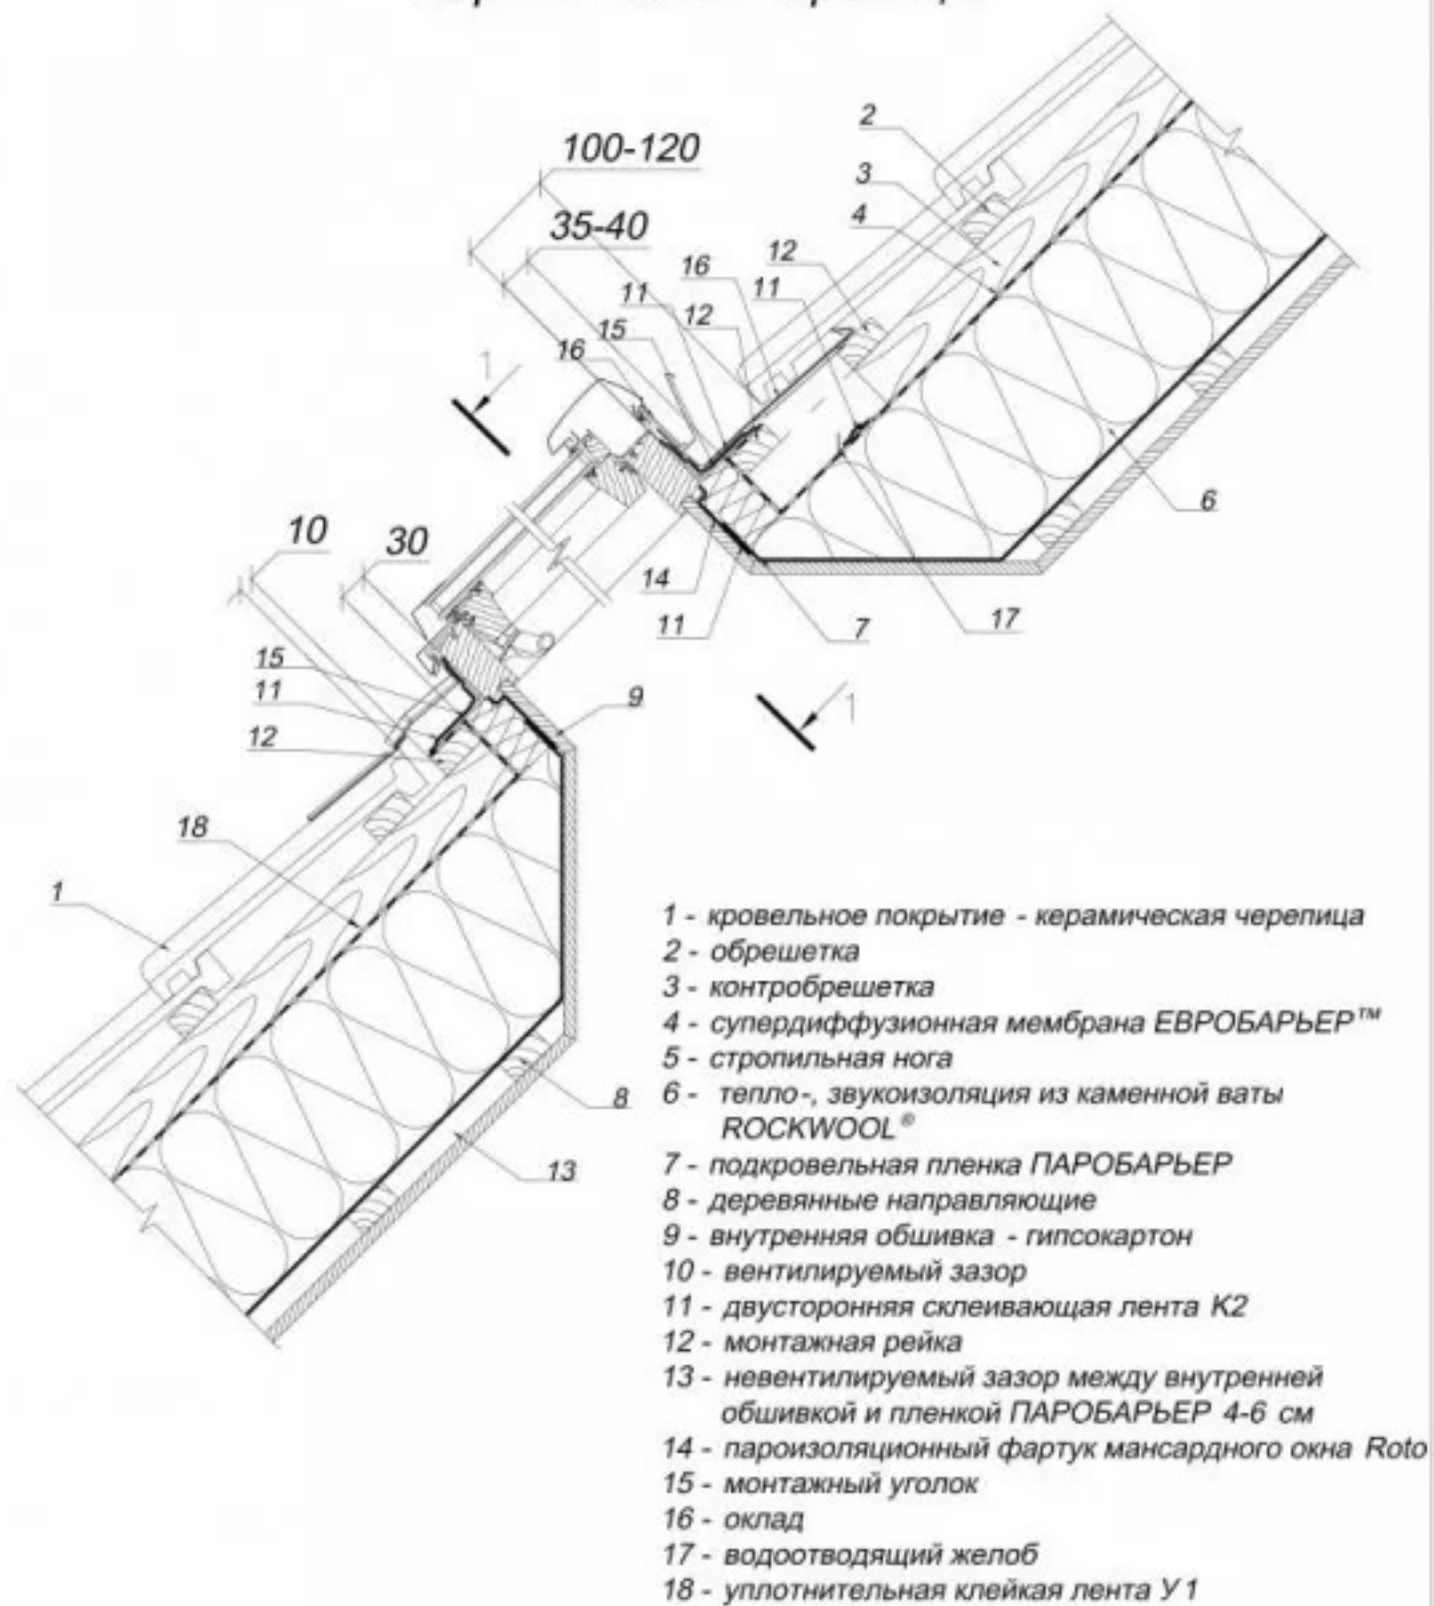 100-120
35-40
2
3
4
12
16
11
11
12
15
16
1
6
10
30
14
11
7
17
15
11
12
9
1
18
1
8
13
1 - кровельное покрытие - керамическая черепица
2 - обрешетка
3 - контробрешетка
4 - супердиффузионная мембрана ЕВРОБАРЬЕР™
5 - стропильная нога
6 - тепло-, звукоизоляция из каменной ваты
ROCKWOOL®
7 - подкровельная пленка ПАРОБАРЬЕР
8 - деревянные направляющие
9 - внутренняя обшивка - гипсокартон
10 - вентилируемый зазор
11 - двусторонняя склеивающая лента К2
12 - монтажная рейка
13 - невентилируемый зазор между внутренней
обшивкой и пленкой ПАРОБАРЬЕР 4-6 см
14 - пароизоляционный фартук мансардного окна Roto
15 - монтажный уголок
16 - оклад
17 - водоотводящий желоб
18 - уплотнительная клейкая лента У1